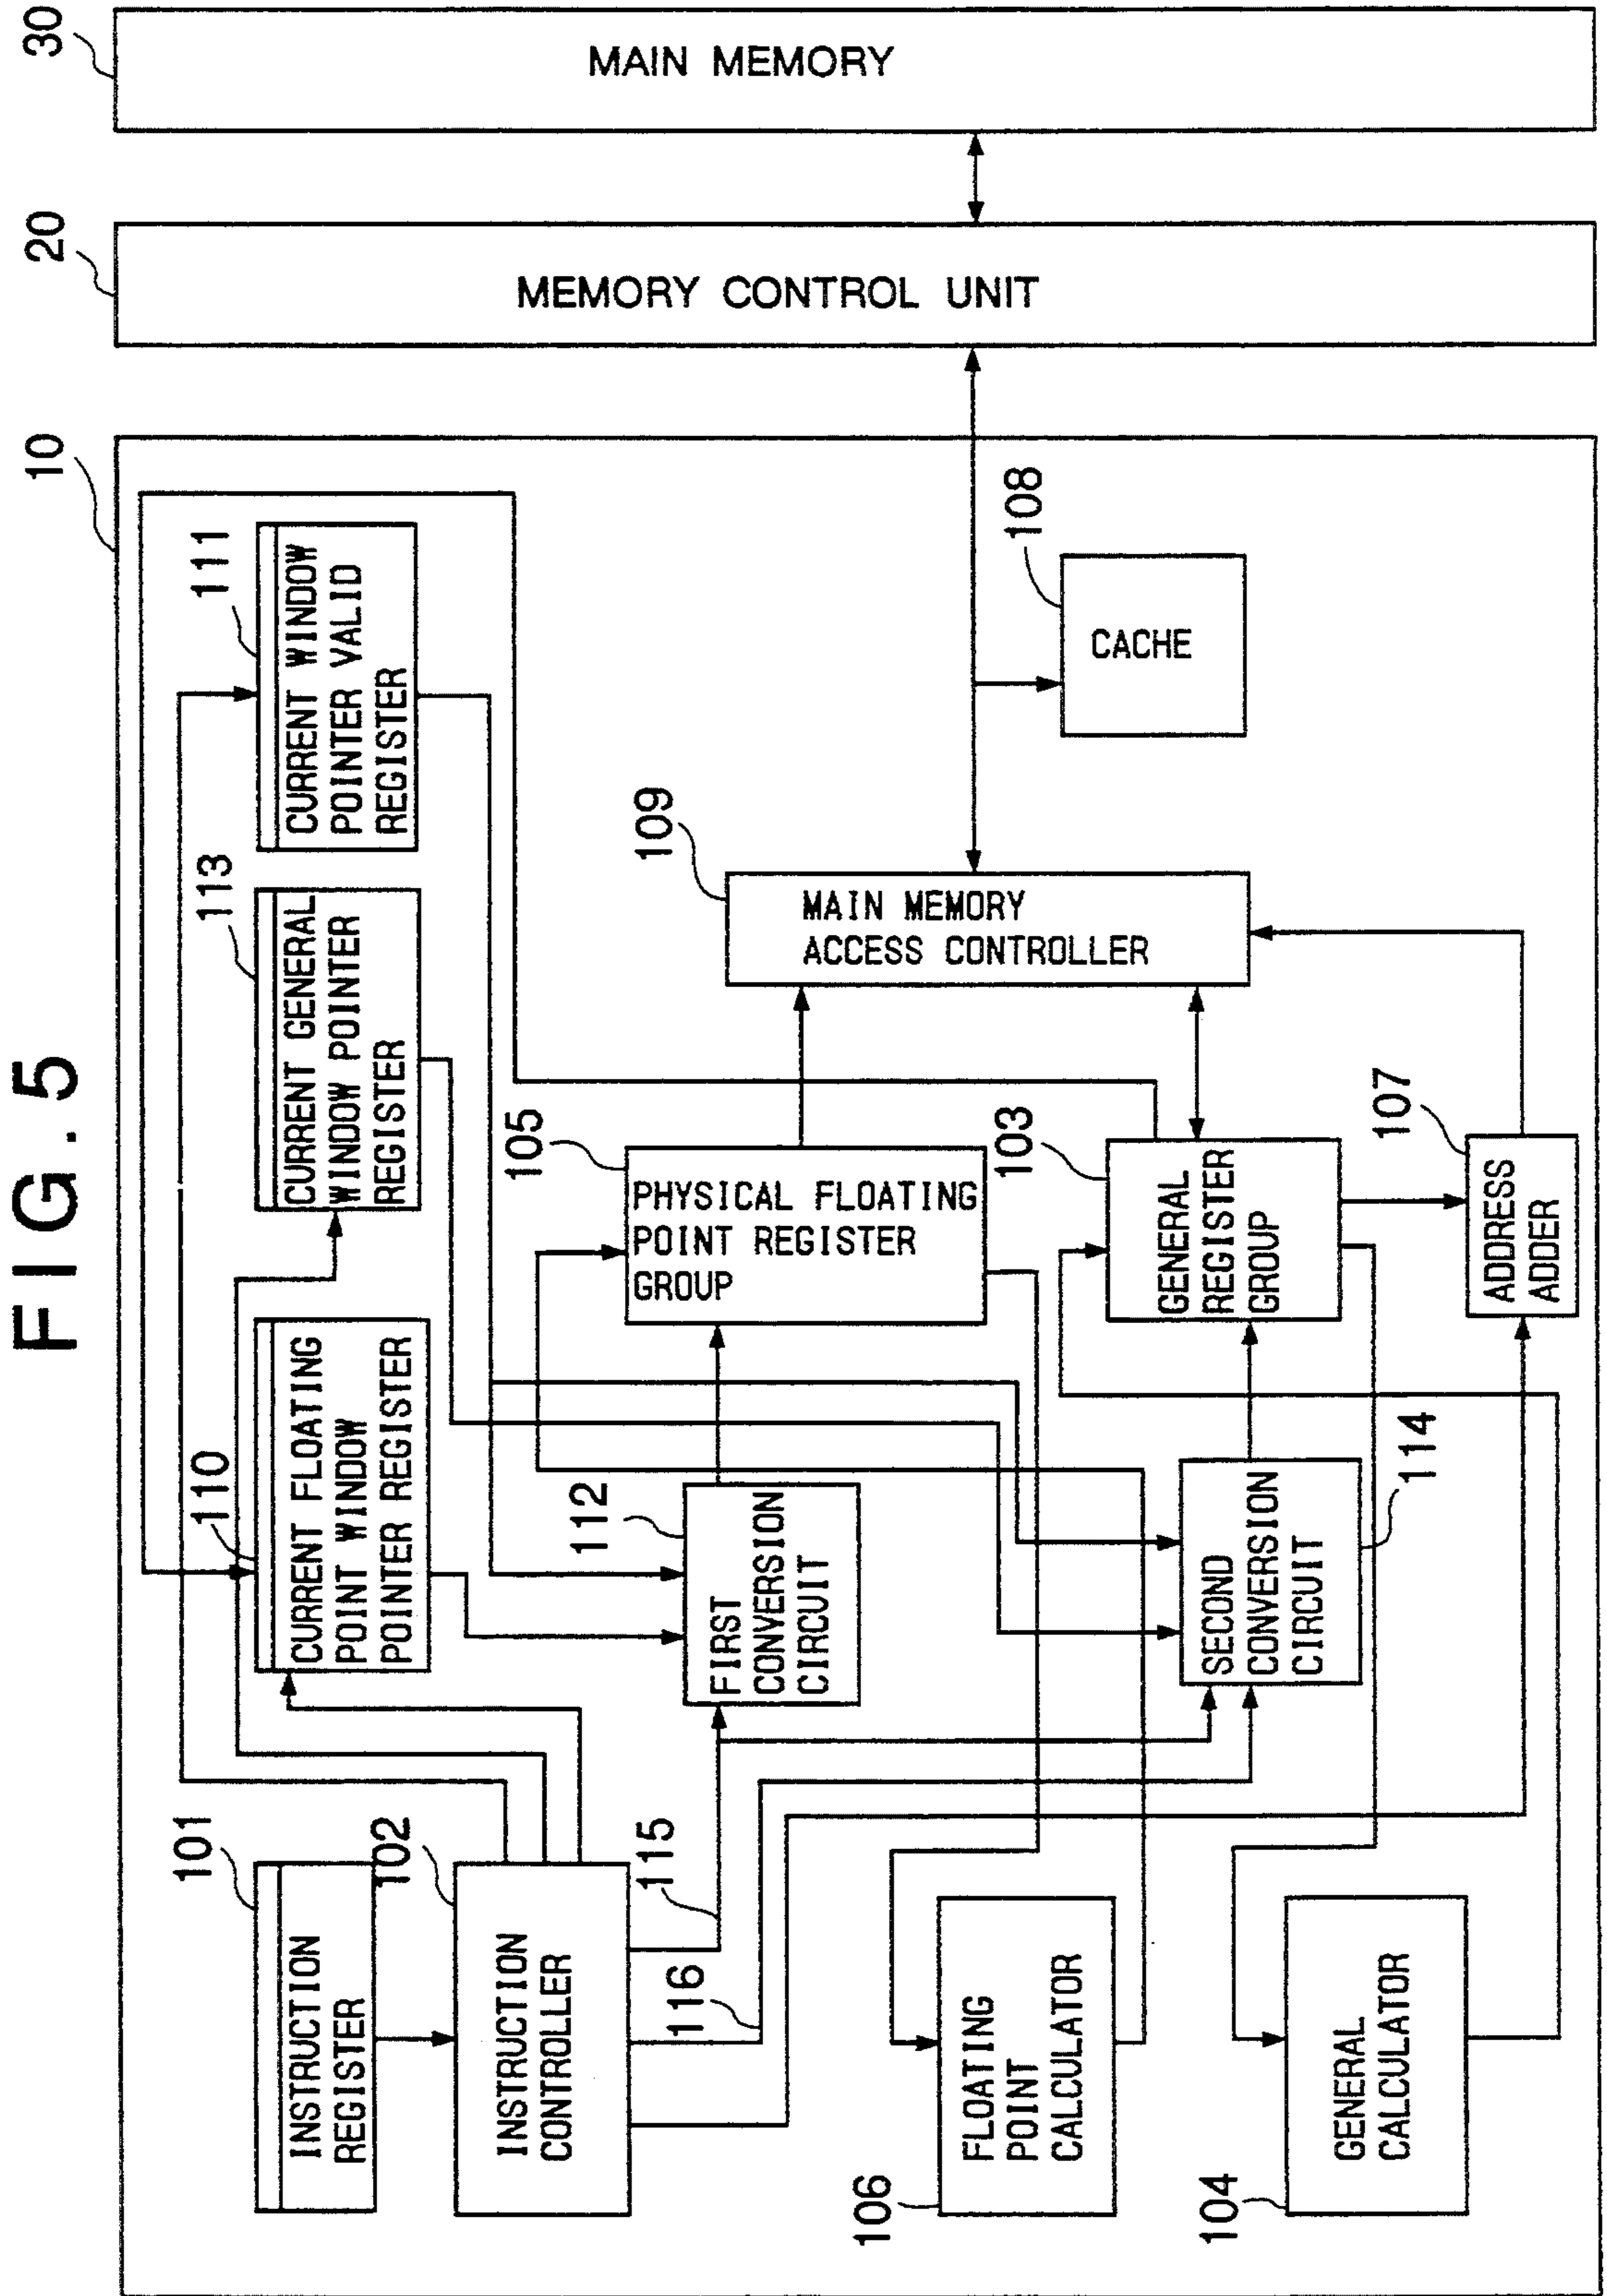 FIG. 5
10
20
30
101
INSTRUCTION
REGISTER
110
CURRENT FLOATING
POINT WINDOW
POINTER REGISTER
113
CURRENT GENERAL
WINDOW POINTER
REGISTER
111
CURRENT WINDOW
POINTER VALID
REGISTER
MEMORY CONTROL UNIT
MAIN MEMORY
102
INSTRUCTION
CONTROLLER
115
116
112
FIRST
CONVERSION
CIRCUIT
105
PHYSICAL FLOATING
POINT REGISTER
GROUP
109
MAIN MEMORY
ACCESS CONTROLLER
108
CACHE
106
FLOATING
POINT
CALCULATOR
114
SECOND
CONVERSION
CIRCUIT
103
GENERAL
REGISTER
GROUP
107
ADDRESS
ADDER
104
GENERAL
CALCULATOR